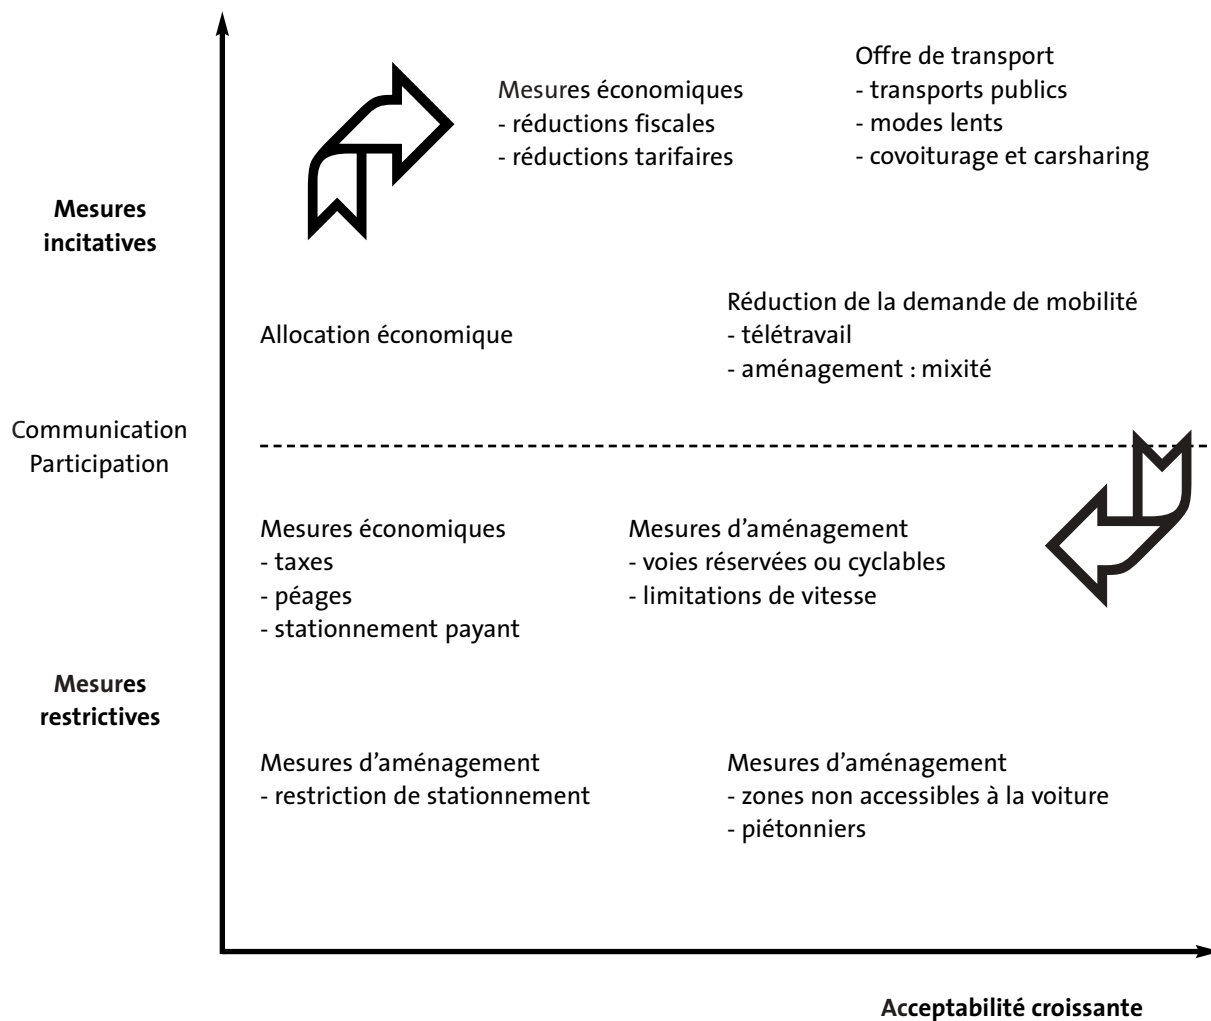 Offre de transport
- transports publics
- modes lents
- covoiturage et carsharing
Mesures économiques
- réductions fiscales
- réductions tarifaires
Mesures
incitatives
Réduction de la demande de mobilité
- télétravail
- aménagement : mixité
Allocation économique
Communication
Participation
Mesures économiques
- taxes
- péages
- stationnement payant
Mesures d’aménagement
- voies réservées ou cyclables
- limitations de vitesse
Mesures
restrictives
Mesures d’aménagement
- restriction de stationnement
Mesures d’aménagement
- zones non accessibles à la voiture
- piétonniers
Acceptabilité croissante